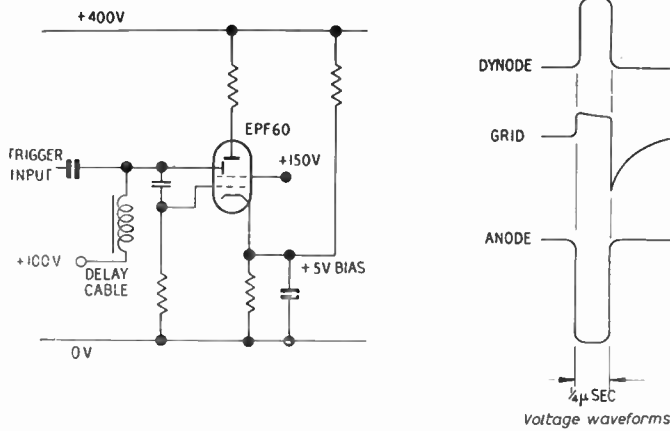 +400V
EPF60
TRIGGER
INPUT
+150V
+100V
DELAY
CABLE
+5V BIAS
0V
DYNODE
GRID
ANODE
¼μ SEC
Voltage waveforms